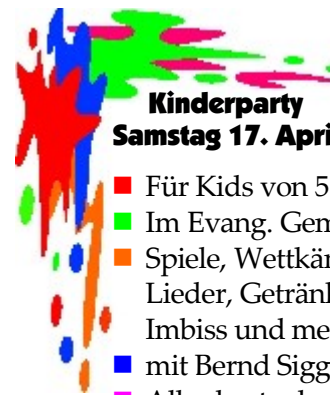 Kinderparty
Samstag 17. Apri
Für Kids von 5
Im Evang. Gem
Spiele, Wettkä
Lieder, Getränk
Imbiss und me
mit Bernd Sigg